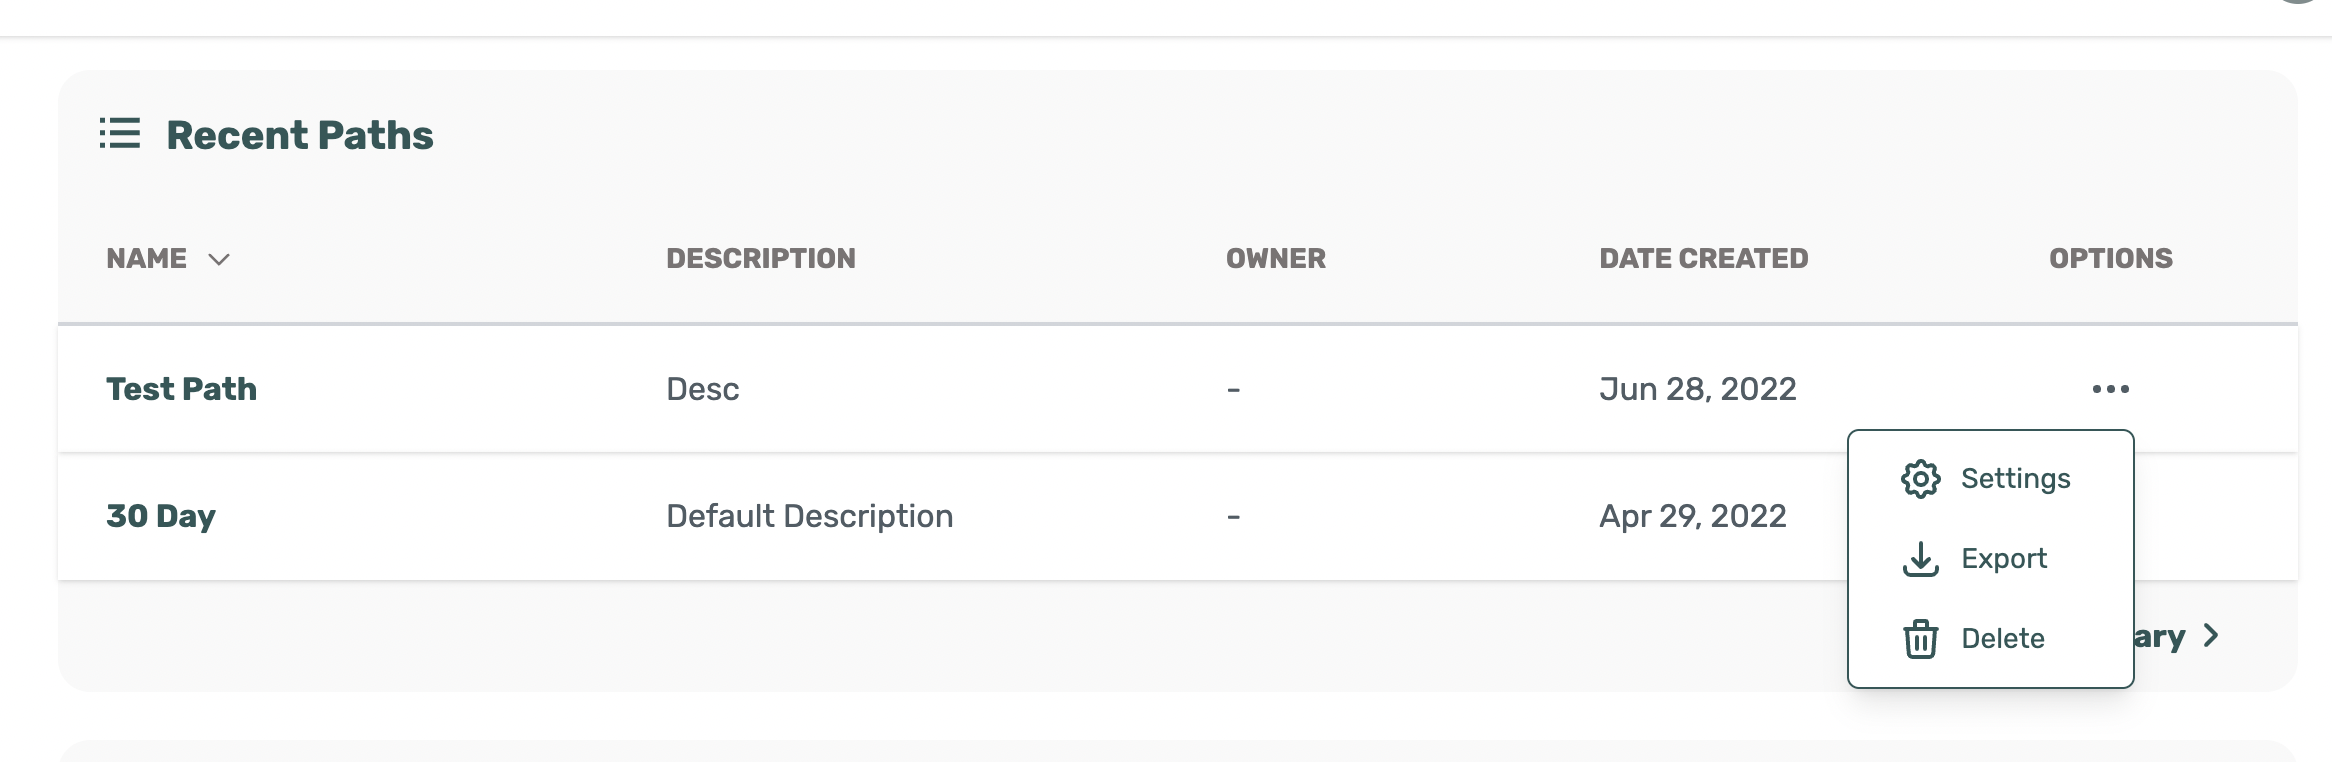 Recent Paths
NAME DESCRIPTION OWNER DATE CREATED OPTIONS
Test Path Desc - Jun 28, 2022
30 Day Default Description - Apr 29, 2022
Settings
Export
Delete
ary